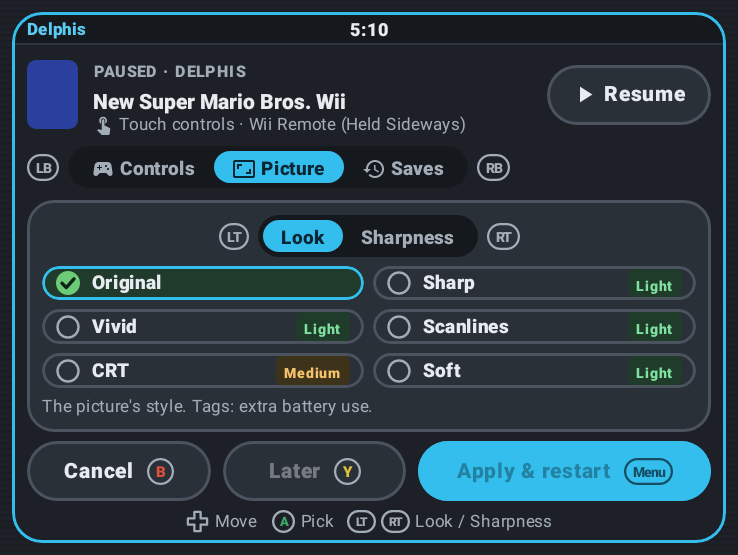 Delphis 5:10
PAUSED · DELPHIS
New Super Mario Bros. Wii
Touch controls · Wii Remote (Held Sideways)
Resume
LB Controls Picture Saves RB
LT Look Sharpness RT
Original
Sharp Light
Vivid Light
Scanlines Light
CRT Medium
Soft Light
The picture's style. Tags: extra battery use.
Cancel B Later Y Apply & restart Menu
Move A Pick LT RT Look / Sharpness